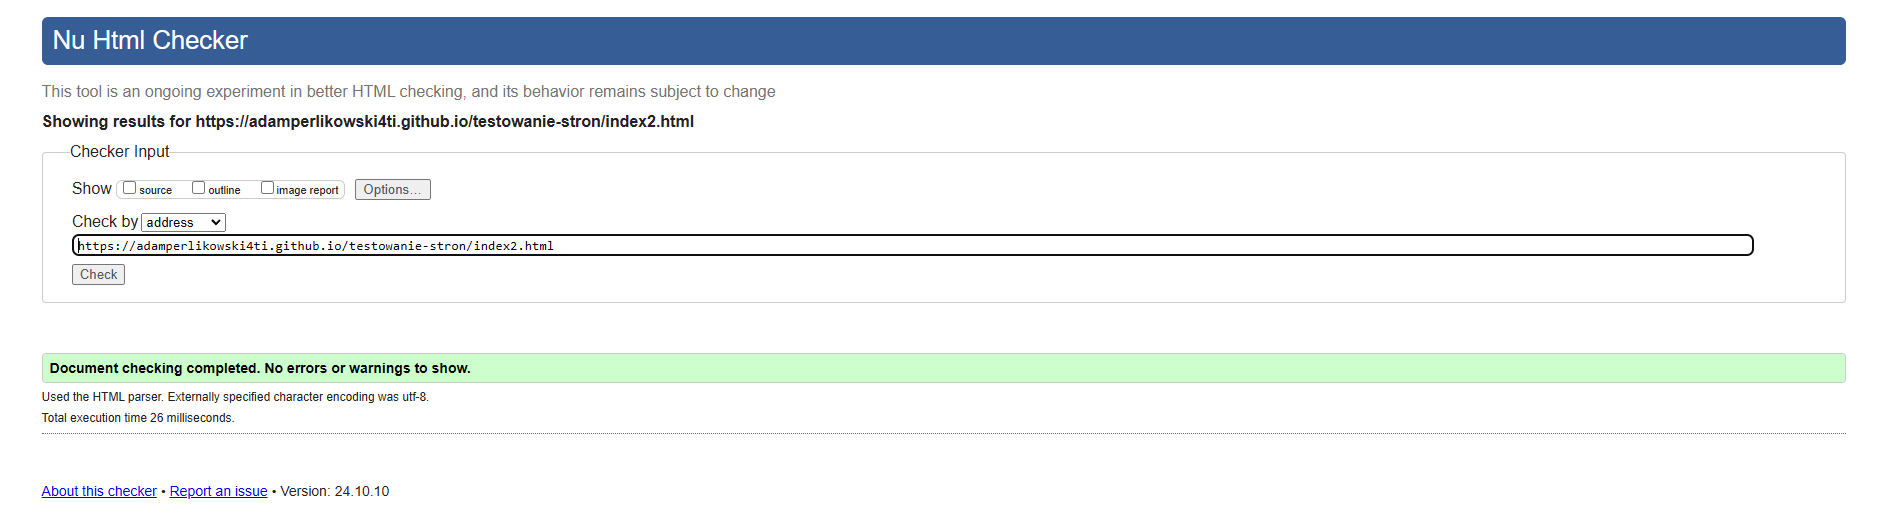 Nu Html Checker
This tool is an ongoing experiment in better HTML checking, and its behavior remains subject to change
Showing results for https://adamperlikowski4ti.github.io/testowanie-stron/index2.html
Checker Input
Show source outline image report Options...
Check by address
https://adamperlikowski4ti.github.io/testowanie-stron/index2.html
Check
Document checking completed. No errors or warnings to show.
Used the HTML parser. Externally specified character encoding was utf-8.
Total execution time 26 milliseconds.
About this checker • Report an issue • Version: 24.10.10